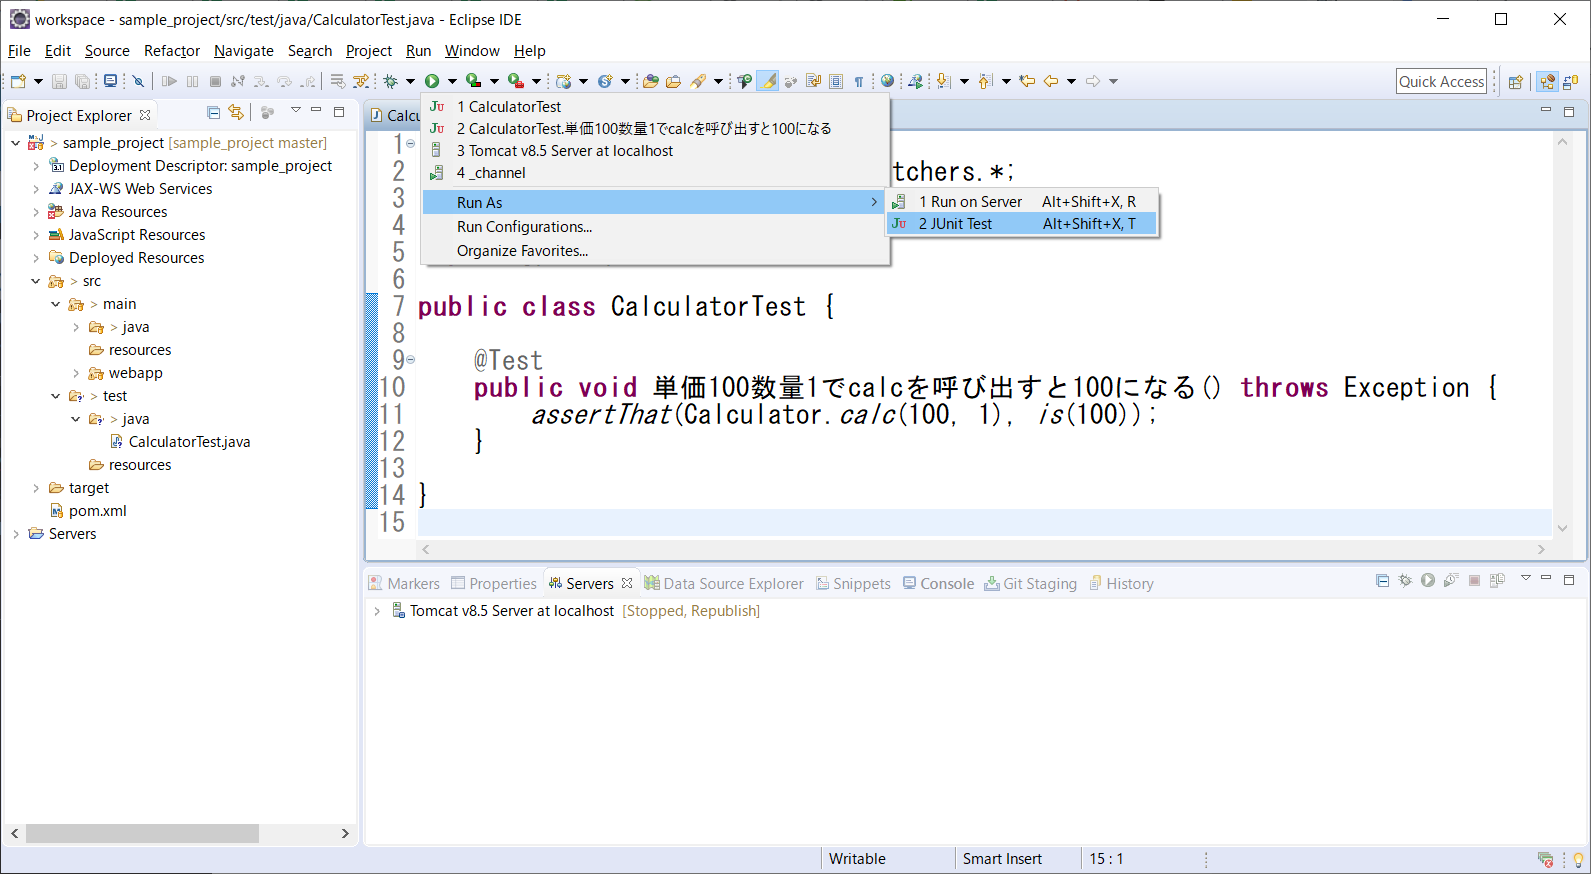 workspace - sample_project/src/test/java/CalculatorTest.java - Eclipse IDE
File Edit Source Refactor Navigate Search Project Run Window Help
Quick Access
Project Explorer
sample_project [sample_project master]
Deployment Descriptor: sample_project
JAX-WS Web Services
Java Resources
JavaScript Resources
Deployed Resources
> src
> main
> java
resources
webapp
> test
> java
CalculatorTest.java
resources
target
pom.xml
Servers
1 CalculatorTest
2 CalculatorTest.単価100数量1でcalcを呼び出すと100になる
3 Tomcat v8.5 Server at localhost
4 _channel
Run As
Run Configurations...
Organize Favorites...
1 Run on Server Alt+Shift+X, R
2 JUnit Test Alt+Shift+X, T
1
2 tchers.*;
3
4
5
6
7 public class CalculatorTest {
8
9 @Test
10 public void 単価100数量1でcalcを呼び出すと100になる() throws Exception {
11 assertThat(Calculator.calc(100, 1), is(100));
12 }
13
14 }
15
Markers Properties Servers Data Source Explorer Snippets Console Git Staging History
Tomcat v8.5 Server at localhost [Stopped, Republish]
Writable Smart Insert 15 : 1